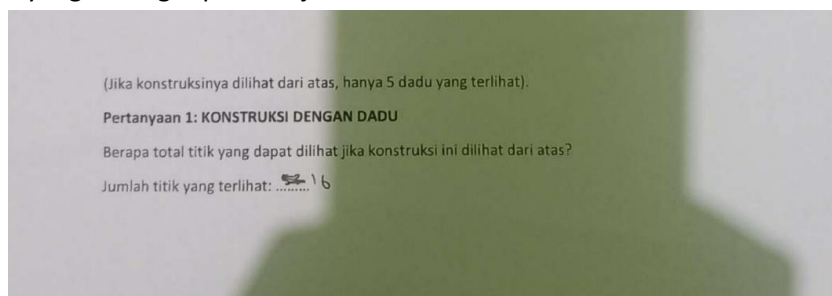 (Jika konstruksinya dilihat dari atas, hanya 5 dadu yang terlihat).
Pertanyaan 1: KONSTRUKSI DENGAN DADU
Berapa total titik yang dapat dilihat jika konstruksi ini dilihat dari atas?
Jumlah titik yang terlihat: ......... 16